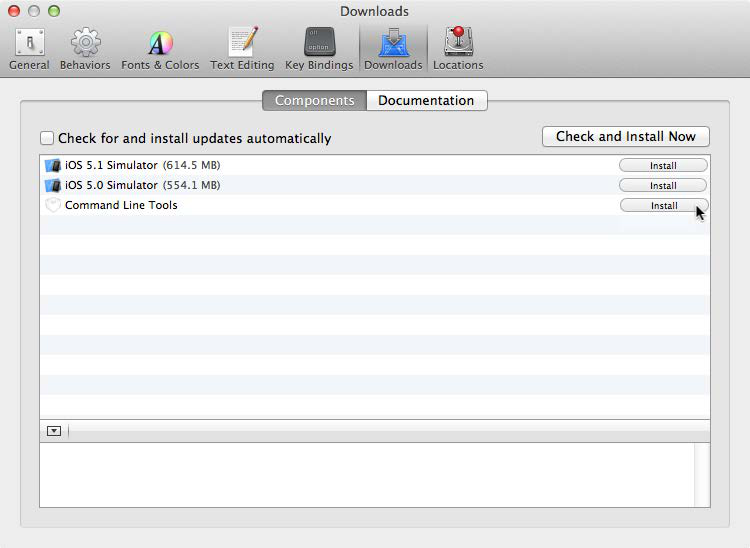 Downloads
General Behaviors Fonts & Colors Text Editing Key Bindings Downloads Locations
Components Documentation
Check for and install updates automatically Check and Install Now
iOS 5.1 Simulator (614.5 MB) Install
iOS 5.0 Simulator (554.1 MB) Install
Command Line Tools Install